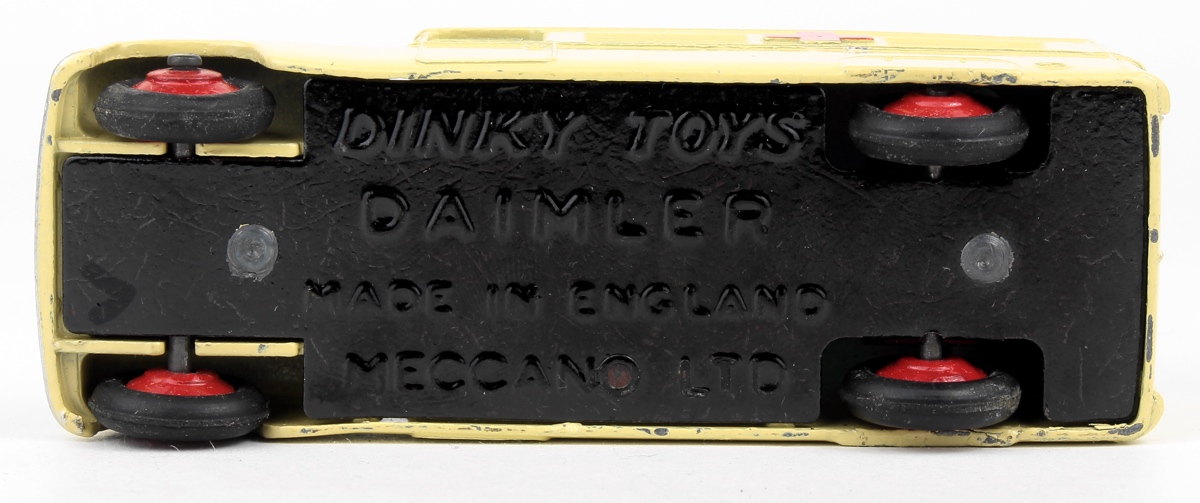 DINKY TOYS
DAIMLER
MADE IN ENGLAND
MECCANO LTD